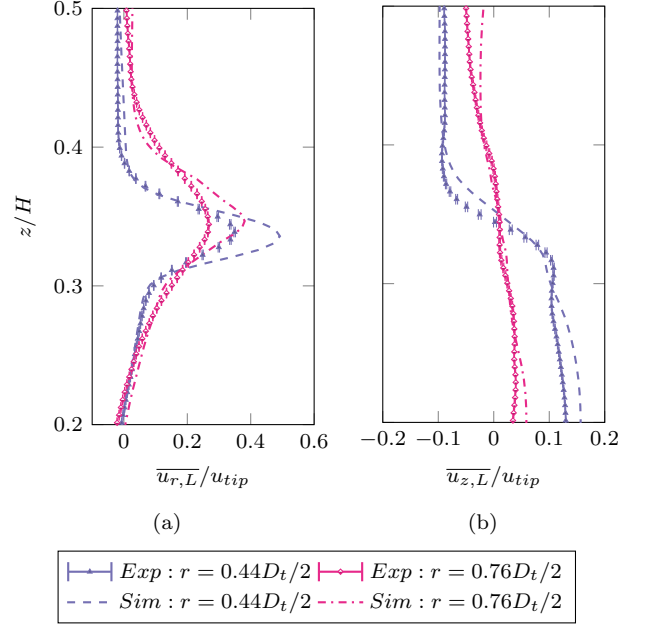 0.5
0.4
0.3
0.2
z/H
0 0.2 0.4 0.6
−0.2 −0.1 0 0.1 0.2
$\overline{u_{r,L}}/u_{tip}$
$\overline{u_{z,L}}/u_{tip}$
(a)
(b)
Exp : r = 0.44D_t/2 Exp : r = 0.76D_t/2
Sim : r = 0.44D_t/2 Sim : r = 0.76D_t/2